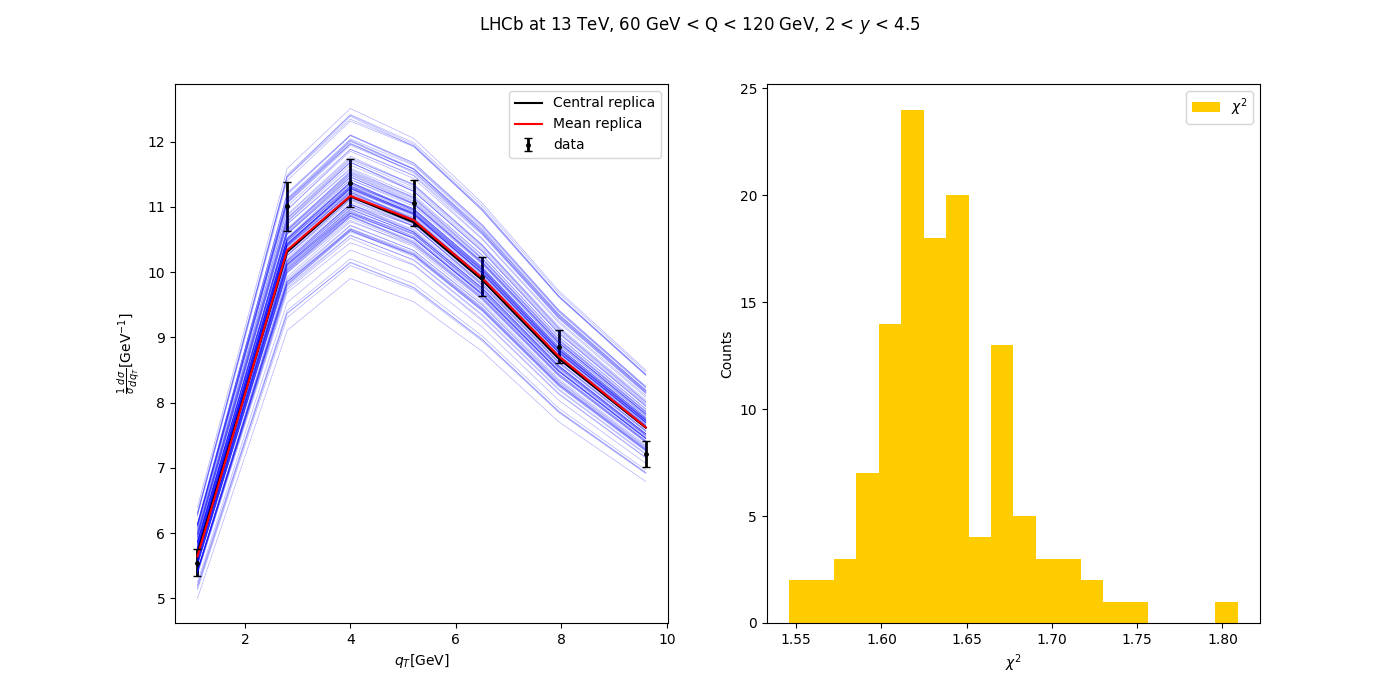 LHCb at 13 TeV, 60 GeV < Q < 120 GeV, 2 < y < 4.5
12
11
10
9
8
7
6
5
2
4
6
8
10
q_T[GeV]
\frac{1}{σ}\frac{dσ}{dq_T}[GeV⁻¹]
Central replica
Mean replica
data
25
20
15
10
5
0
1.55
1.60
1.65
1.70
1.75
1.80
χ²
Counts
χ²